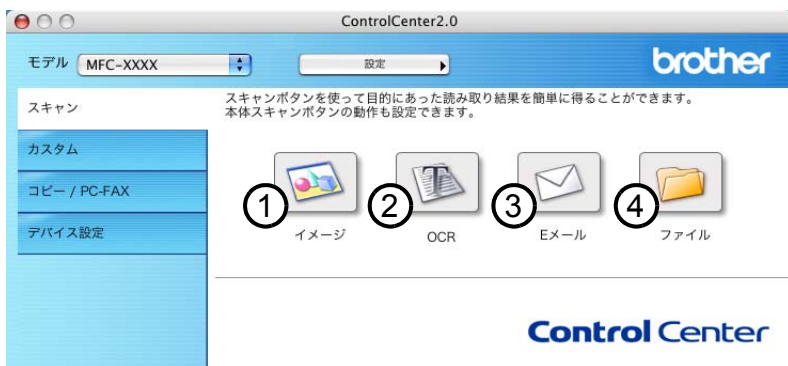 ControlCenter2.0
モデル MFC-XXXX 設定 brother
スキャン
カスタム
コピー / PC-FAX
デバイス設定
スキャンボタンを使って目的にあった読み取り結果を簡単に得ることができます。
本体スキャンボタンの動作も設定できます。
1 2 3 4
イメージ OCR Eメール ファイル
Control Center